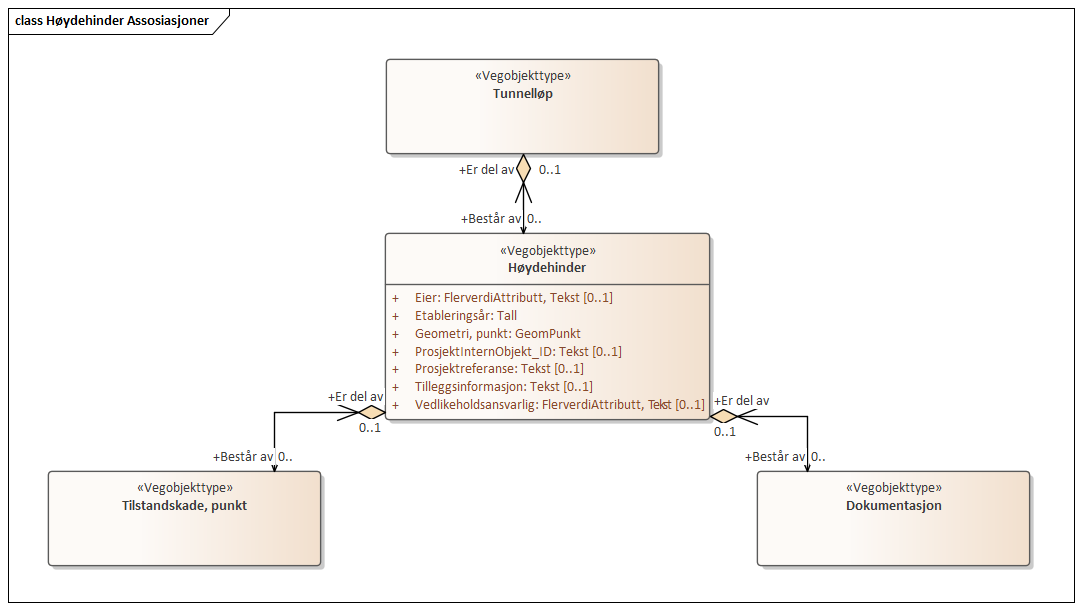 class Høydehinder Assosiasjoner
«Vegobjekttype»
Tunnelløp
+Er del av 0..1
+Består av 0..
«Vegobjekttype»
Høydehinder
+ Eier: FlerverdiAttributt, Tekst [0..1]
+ Etableringsår: Tall
+ Geometri, punkt: GeomPunkt
+ ProsjektInternObjekt_ID: Tekst [0..1]
+ Prosjektreferanse: Tekst [0..1]
+ Tilleggsinformasjon: Tekst [0..1]
+ Vedlikeholdsansvarlig: FlerverdiAttributt, Tekst [0..1]
+Er del av
0..1
+Består av 0..
«Vegobjekttype»
Tilstandskade, punkt
+Er del av
0..1
+Består av 0..
«Vegobjekttype»
Dokumentasjon